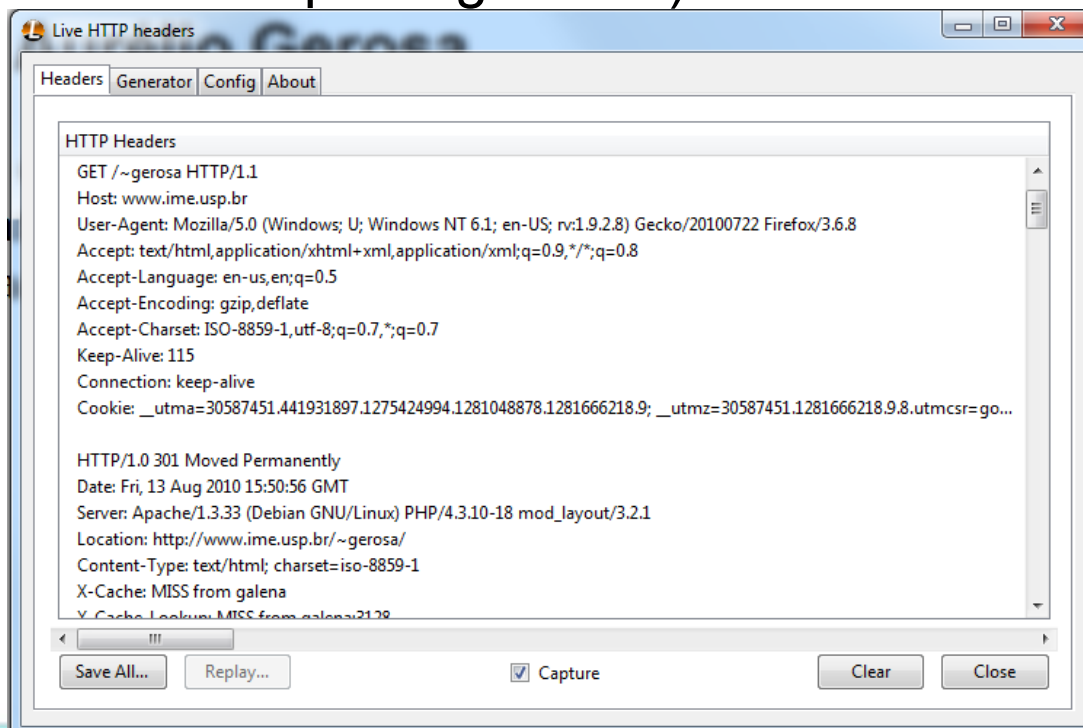 Live HTTP headers
Aurelio Gerosa
Headers Generator Config About
HTTP Headers
GET /~gerosa HTTP/1.1
Host: www.ime.usp.br
User-Agent: Mozilla/5.0 (Windows; U; Windows NT 6.1; en-US; rv:1.9.2.8) Gecko/20100722 Firefox/3.6.8
Accept: text/html,application/xhtml+xml,application/xml;q=0.9,*/*;q=0.8
Accept-Language: en-us,en;q=0.5
Accept-Encoding: gzip,deflate
Accept-Charset: ISO-8859-1,utf-8;q=0.7,*;q=0.7
Keep-Alive: 115
Connection: keep-alive
Cookie: __utma=30587451.441931897.1275424994.1281048878.1281666218.9; __utmz=30587451.1281666218.9.8.utmcsr=go...
HTTP/1.0 301 Moved Permanently
Date: Fri, 13 Aug 2010 15:50:56 GMT
Server: Apache/1.3.33 (Debian GNU/Linux) PHP/4.3.10-18 mod_layout/3.2.1
Location: http://www.ime.usp.br/~gerosa/
Content-Type: text/html; charset=iso-8859-1
X-Cache: MISS from galena
X-Cache-Lookup: MISS from galena:3128
Save All... Replay... Capture Clear Close